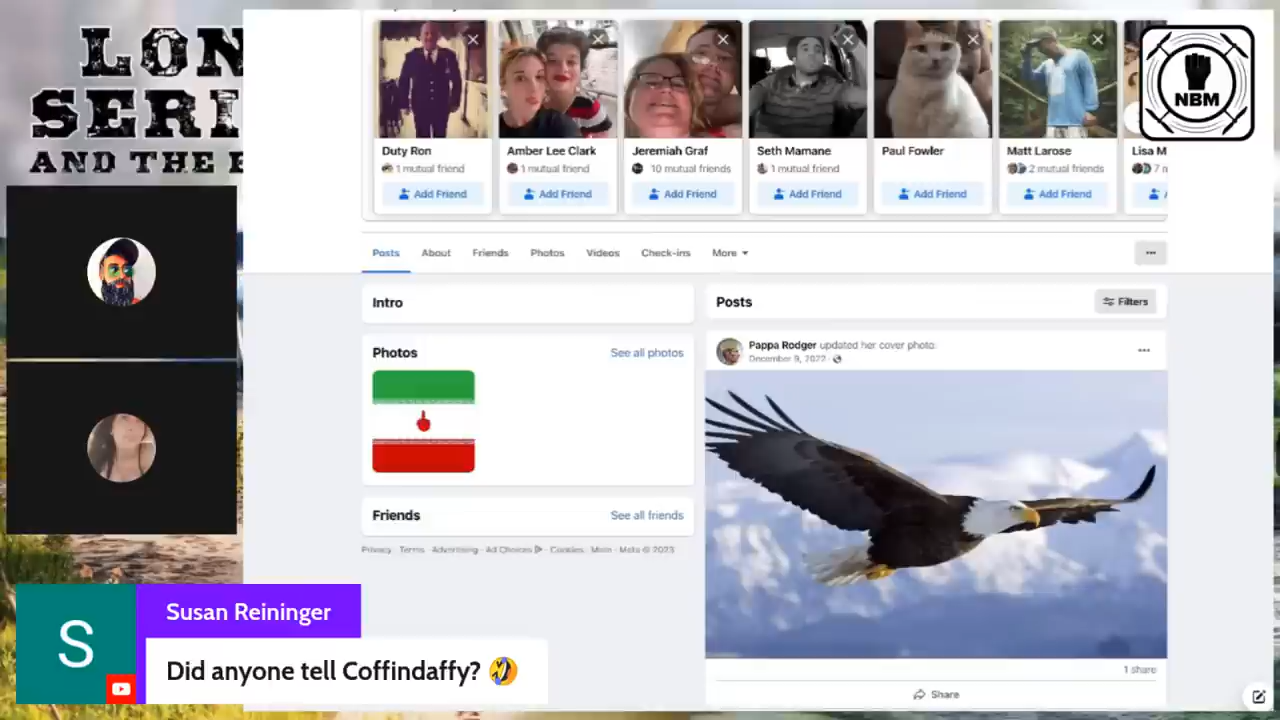 LON
SERI
AND THE
NBM
Duty Ron
1 mutual friend
Add Friend
Amber Lee Clark
1 mutual friend
Add Friend
Jeremiah Graf
10 mutual friends
Add Friend
Seth Mamane
1 mutual friend
Add Friend
Paul Fowler
Add Friend
Matt Larose
2 mutual friends
Add Friend
Lisa M
Posts About Friends Photos Videos Check-ins More
Intro
Photos See all photos
Friends See all friends
Privacy · Terms · Advertising · Ad Choices · Cookies · More · Meta © 2023
Posts Filters
Pappa Rodger updated her cover photo.
December 9, 2022 ·
1 share
Share
S
Susan Reininger
Did anyone tell Coffindaffy? 🤣